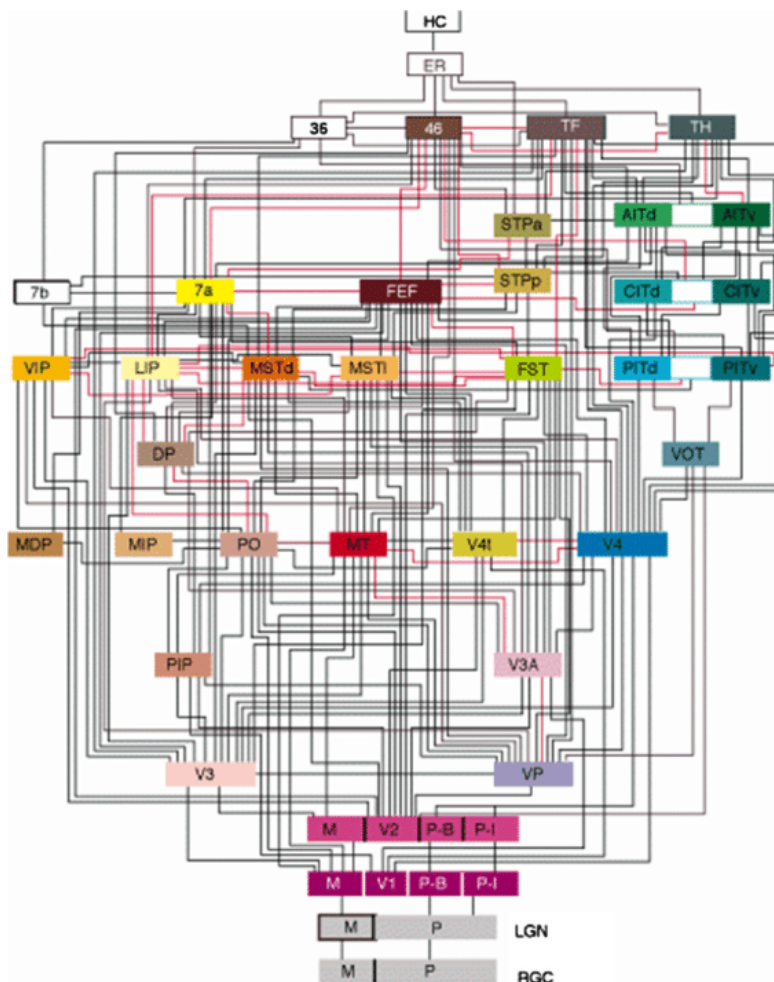 HC
ER
36 46 TF TH
STPa AITd AITv
7b 7a FEF STPp CITd CITv
VIP LIP MSTd MSTl FST PITd PITv
DP VOT
MDP MIP PO MT V4t V4
PIP V3A
V3 VP
M V2 P-B P-I
M V1 P-B P-I
M P LGN
M P RGC